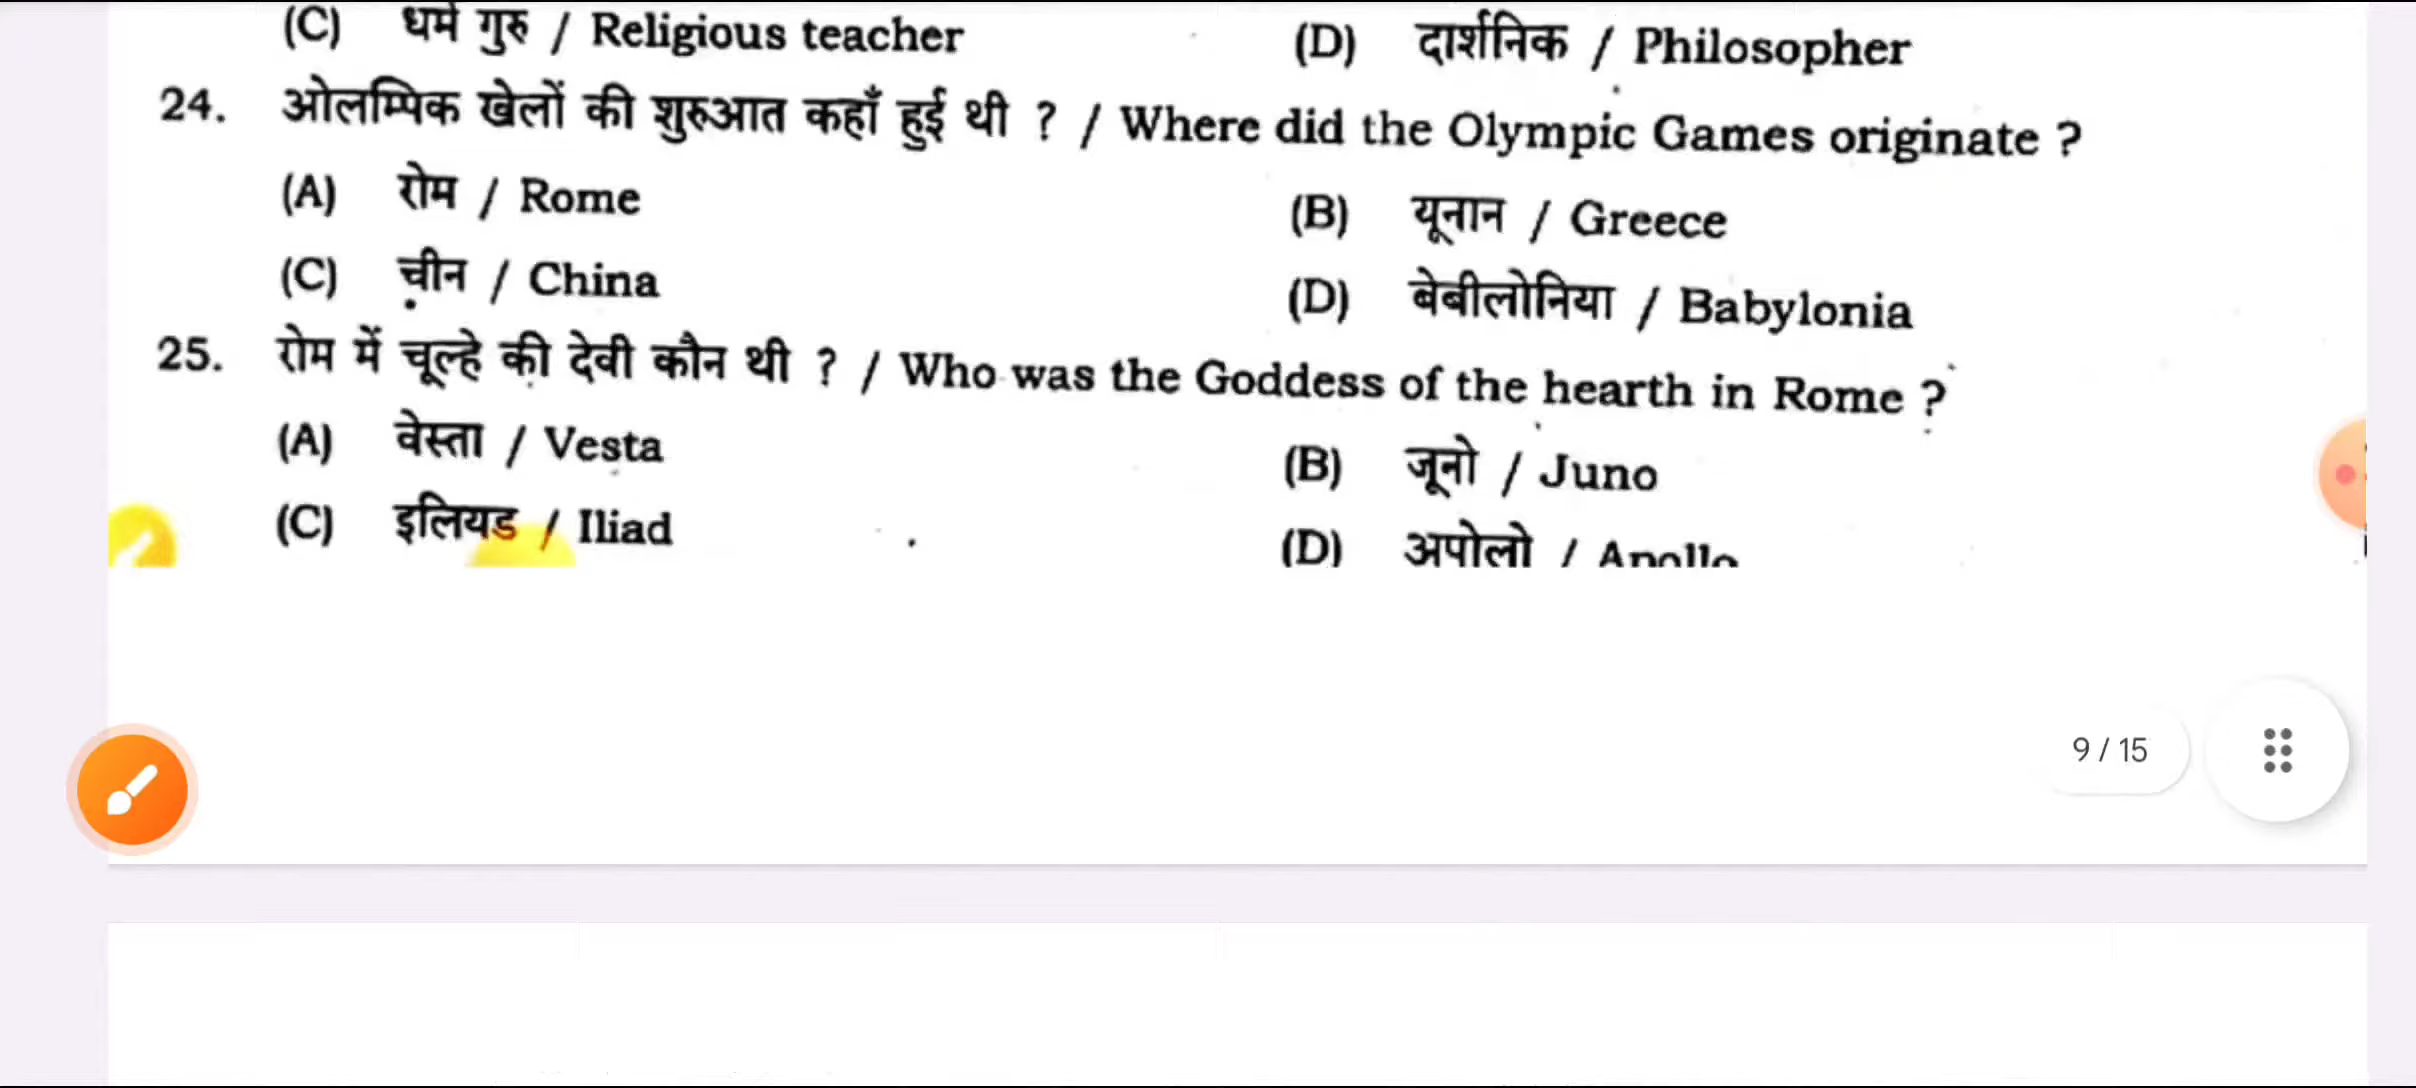 (C) धर्म गुरु / Religious teacher (D) दार्शनिक / Philosopher
24. ओलम्पिक खेलों की शुरुआत कहाँ हुई थी ? / Where did the Olympic Games originate ?
(A) रोम / Rome (B) यूनान / Greece
(C) चीन / China (D) बेबीलोनिया / Babylonia
25. रोम में चूल्हे की देवी कौन थी ? / Who was the Goddess of the hearth in Rome ?
(A) वेस्ता / Vesta (B) जूनो / Juno
(C) इलियड / Iliad (D) अपोलो / Apollo
9 / 15